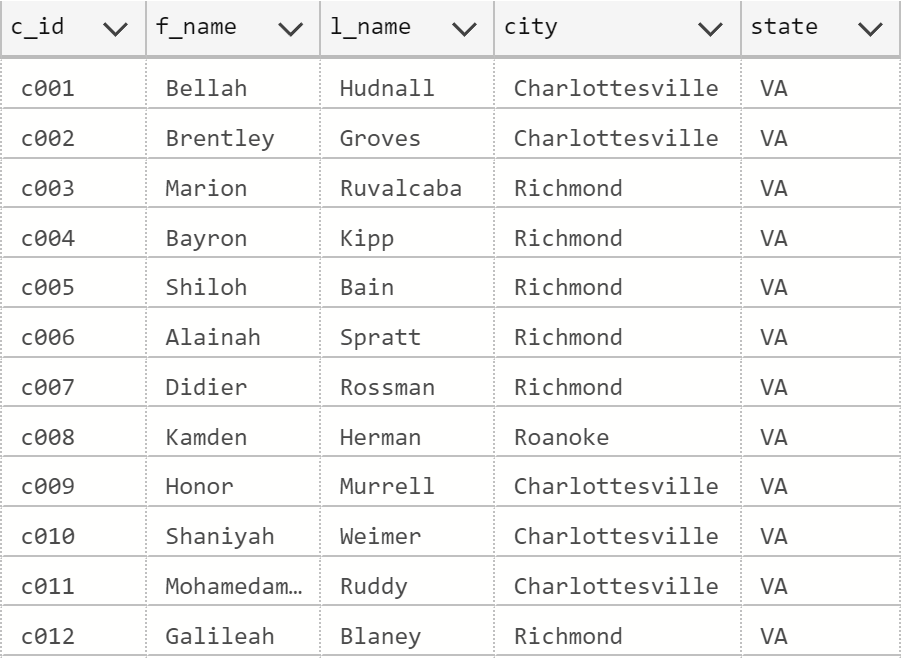 c_id f_name l_name city state
c001 Bellah Hudnall Charlottesville VA
c002 Brentley Groves Charlottesville VA
c003 Marion Ruvalcaba Richmond VA
c004 Bayron Kipp Richmond VA
c005 Shiloh Bain Richmond VA
c006 Alainah Spratt Richmond VA
c007 Didier Rossman Richmond VA
c008 Kamden Herman Roanoke VA
c009 Honor Murrell Charlottesville VA
c010 Shaniyah Weimer Charlottesville VA
c011 Mohamedam… Ruddy Charlottesville VA
c012 Galileah Blaney Richmond VA